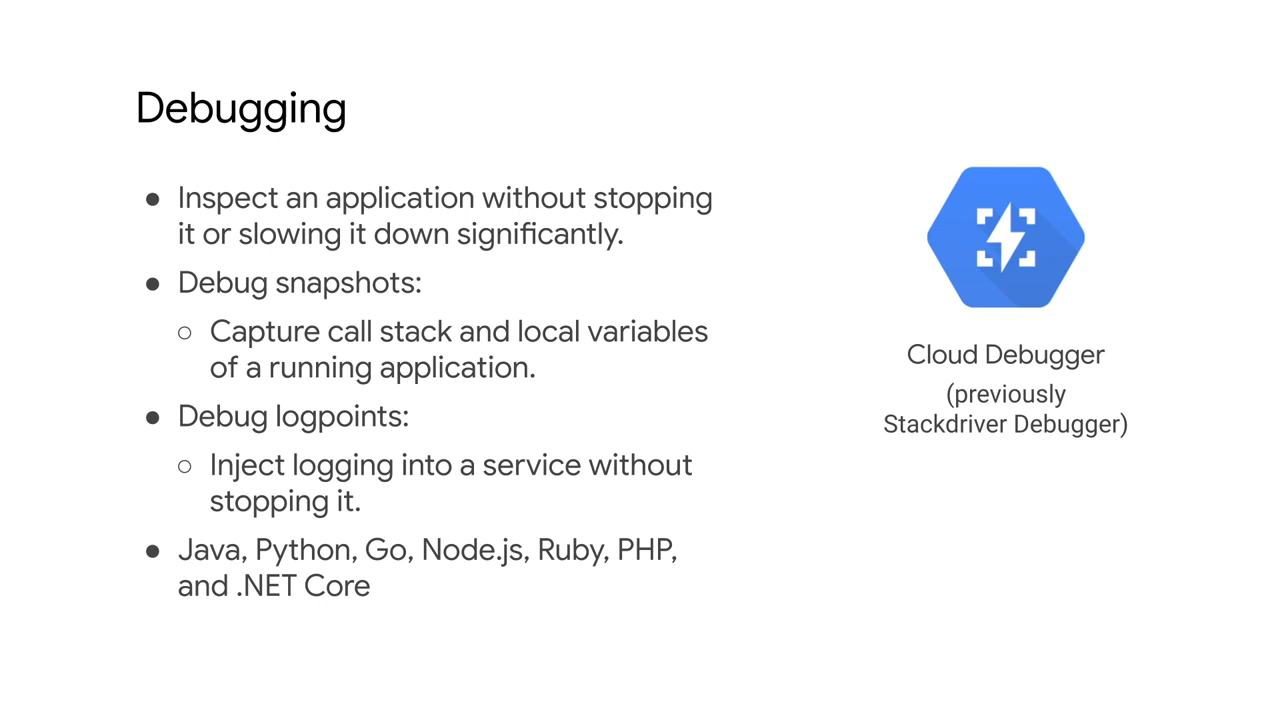 Debugging
● Inspect an application without stopping
it or slowing it down significantly.
● Debug snapshots:
○ Capture call stack and local variables
of a running application.
● Debug logpoints:
○ Inject logging into a service without
stopping it.
● Java, Python, Go, Node.js, Ruby, PHP,
and .NET Core
Cloud Debugger
(previously
Stackdriver Debugger)